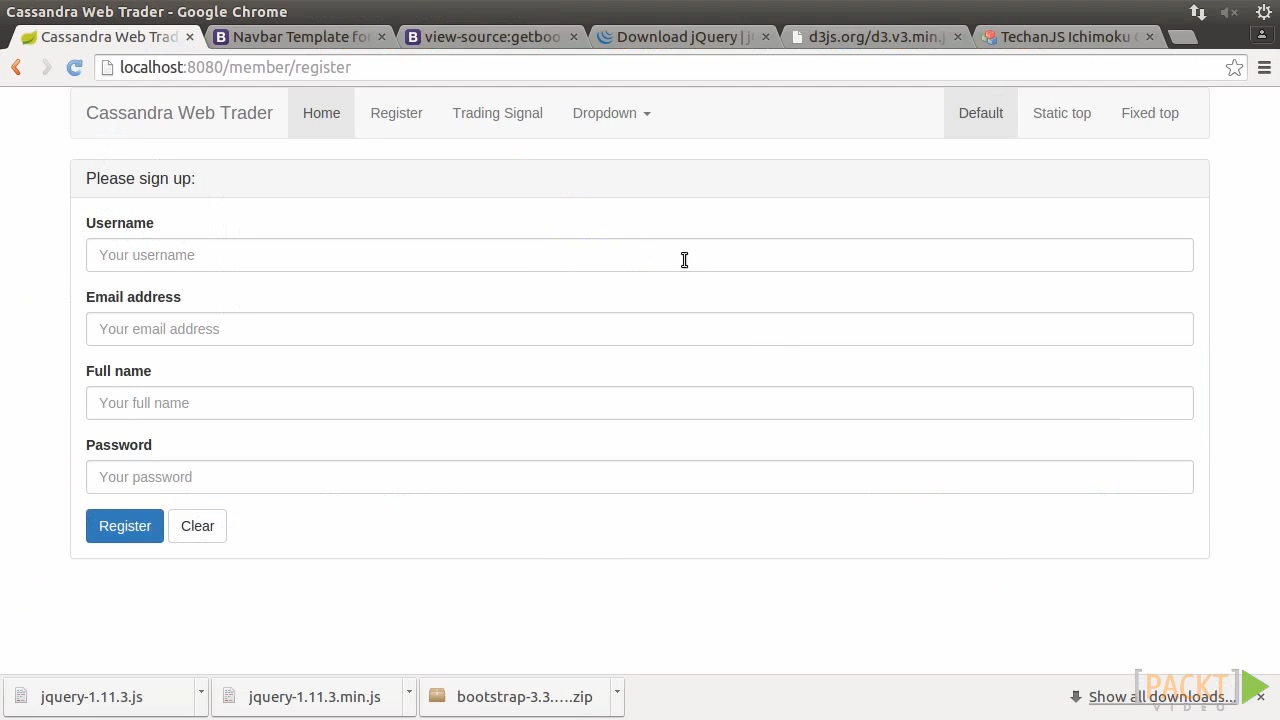 Cassandra Web Trader - Google Chrome
Cassandra Web Trad
Navbar Template fo
view-source:getbo
Download jQuery | j
d3js.org/d3.v3.min.j
TechanJS Ichimoku
localhost:8080/member/register
Cassandra Web Trader Home Register Trading Signal Dropdown Default Static top Fixed top
Please sign up:
Username
Your username
Email address
Your email address
Full name
Your full name
Password
Your password
Register Clear
jquery-1.11.3.js jquery-1.11.3.min.js bootstrap-3.3.....zip Show all downloads...
PACKT
VIDEO